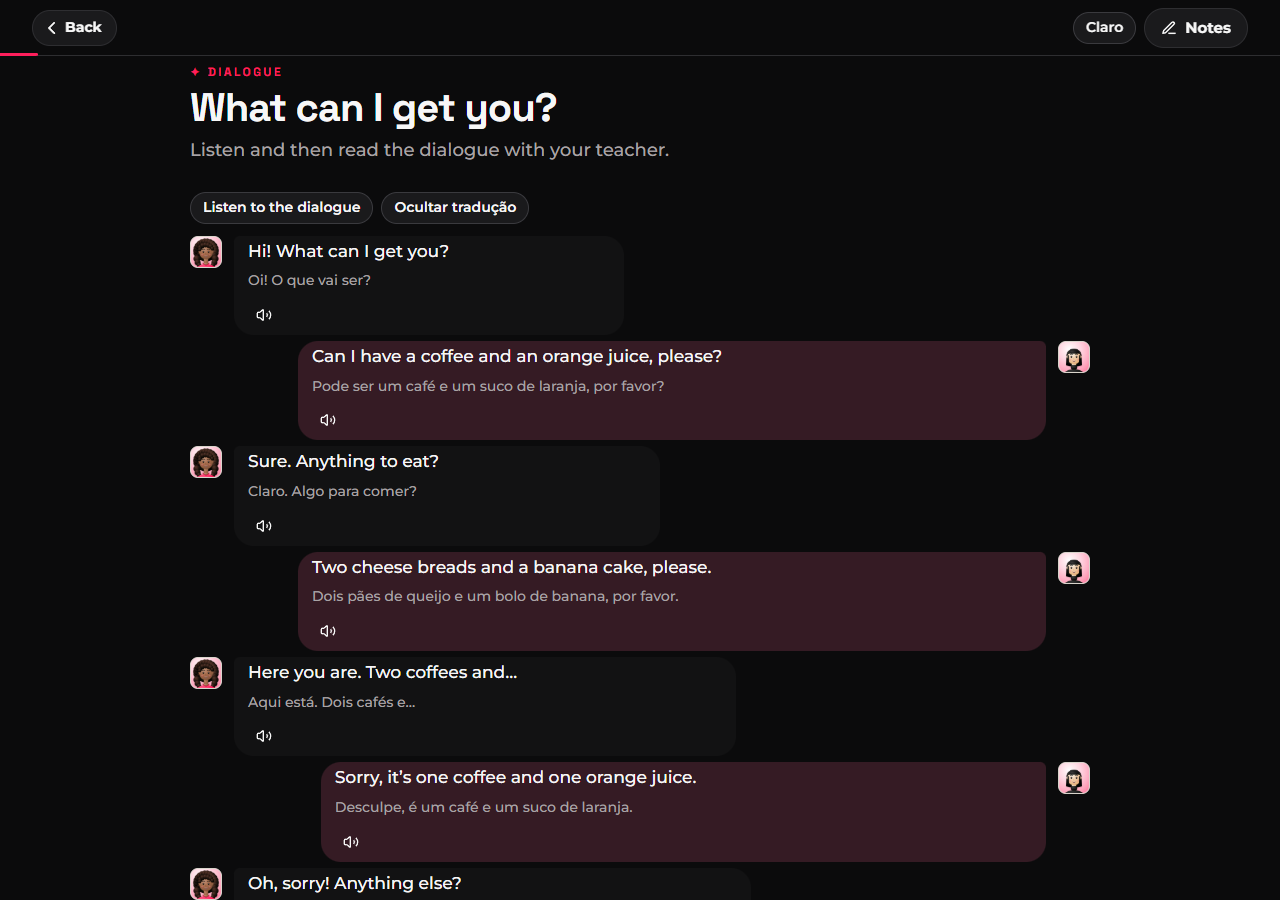 Back
Claro
Notes
✦ DIALOGUE
What can I get you?
Listen and then read the dialogue with your teacher.
Listen to the dialogue
Ocultar tradução
Hi! What can I get you?
Oi! O que vai ser?
Can I have a coffee and an orange juice, please?
Pode ser um café e um suco de laranja, por favor?
Sure. Anything to eat?
Claro. Algo para comer?
Two cheese breads and a banana cake, please.
Dois pães de queijo e um bolo de banana, por favor.
Here you are. Two coffees and...
Aqui está. Dois cafés e...
Sorry, it's one coffee and one orange juice.
Desculpe, é um café e um suco de laranja.
Oh, sorry! Anything else?